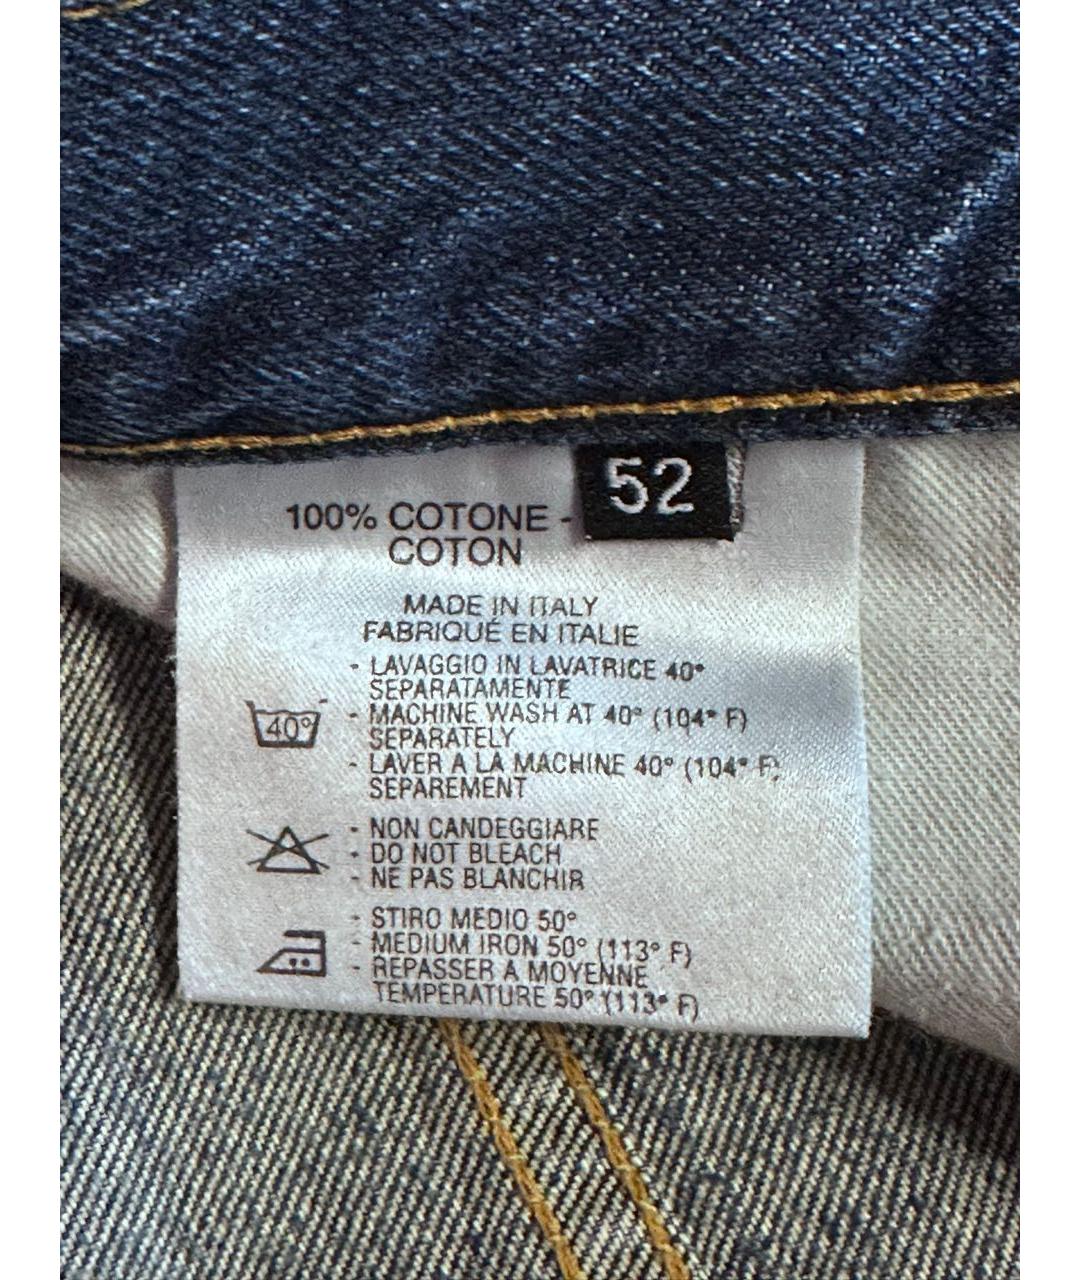 52
100% COTONE -
COTON
MADE IN ITALY
FABRIQUÉ EN ITALIE
- LAVAGGIO IN LAVATRICE 40°
SEPARATAMENTE
40°
- MACHINE WASH AT 40° (104° F)
SEPARATELY
- LAVER A LA MACHINE 40° (104° F)
SEPAREMENT
- NON CANDEGGIARE
- DO NOT BLEACH
- NE PAS BLANCHIR
- STIRO MEDIO 50°
- MEDIUM IRON 50° (113° F)
- REPASSER A MOYENNE
TEMPERATURE 50° (113° F)